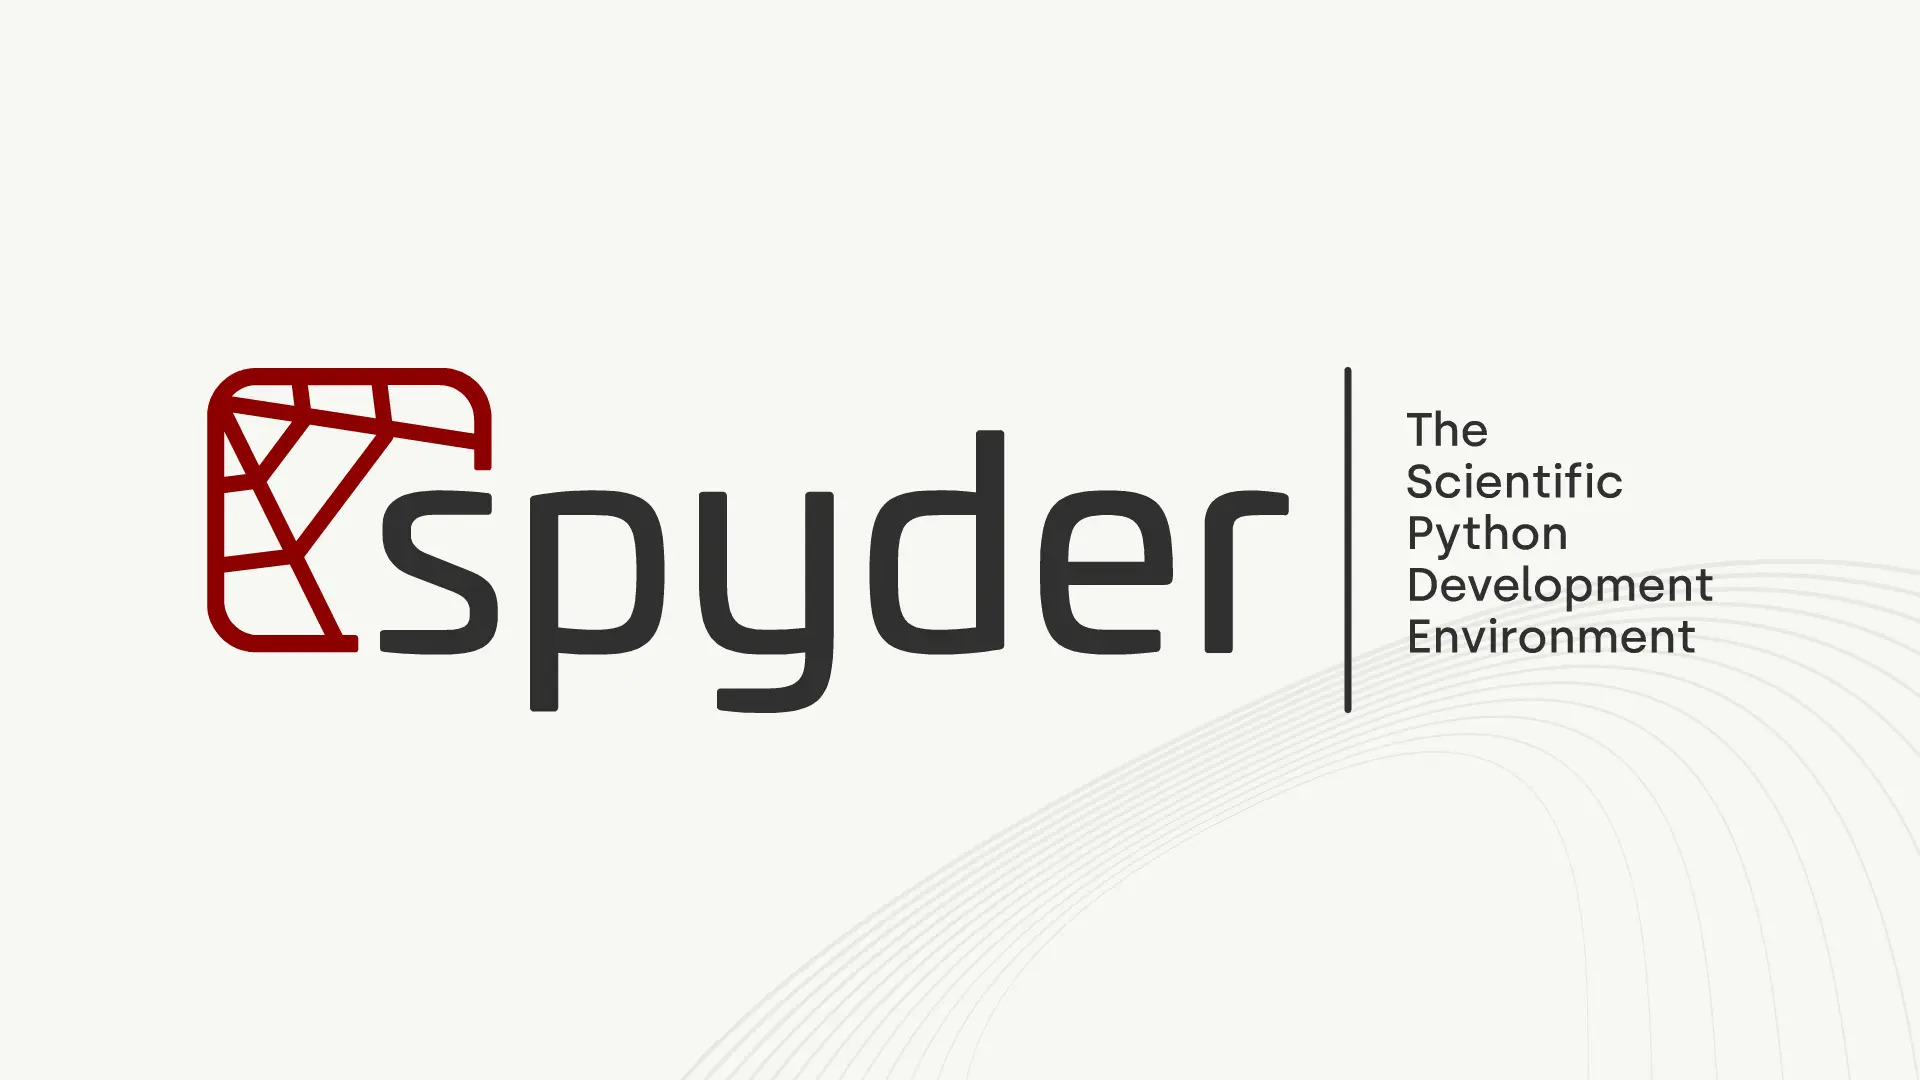 spyder
The
Scientific
Python
Development
Environment